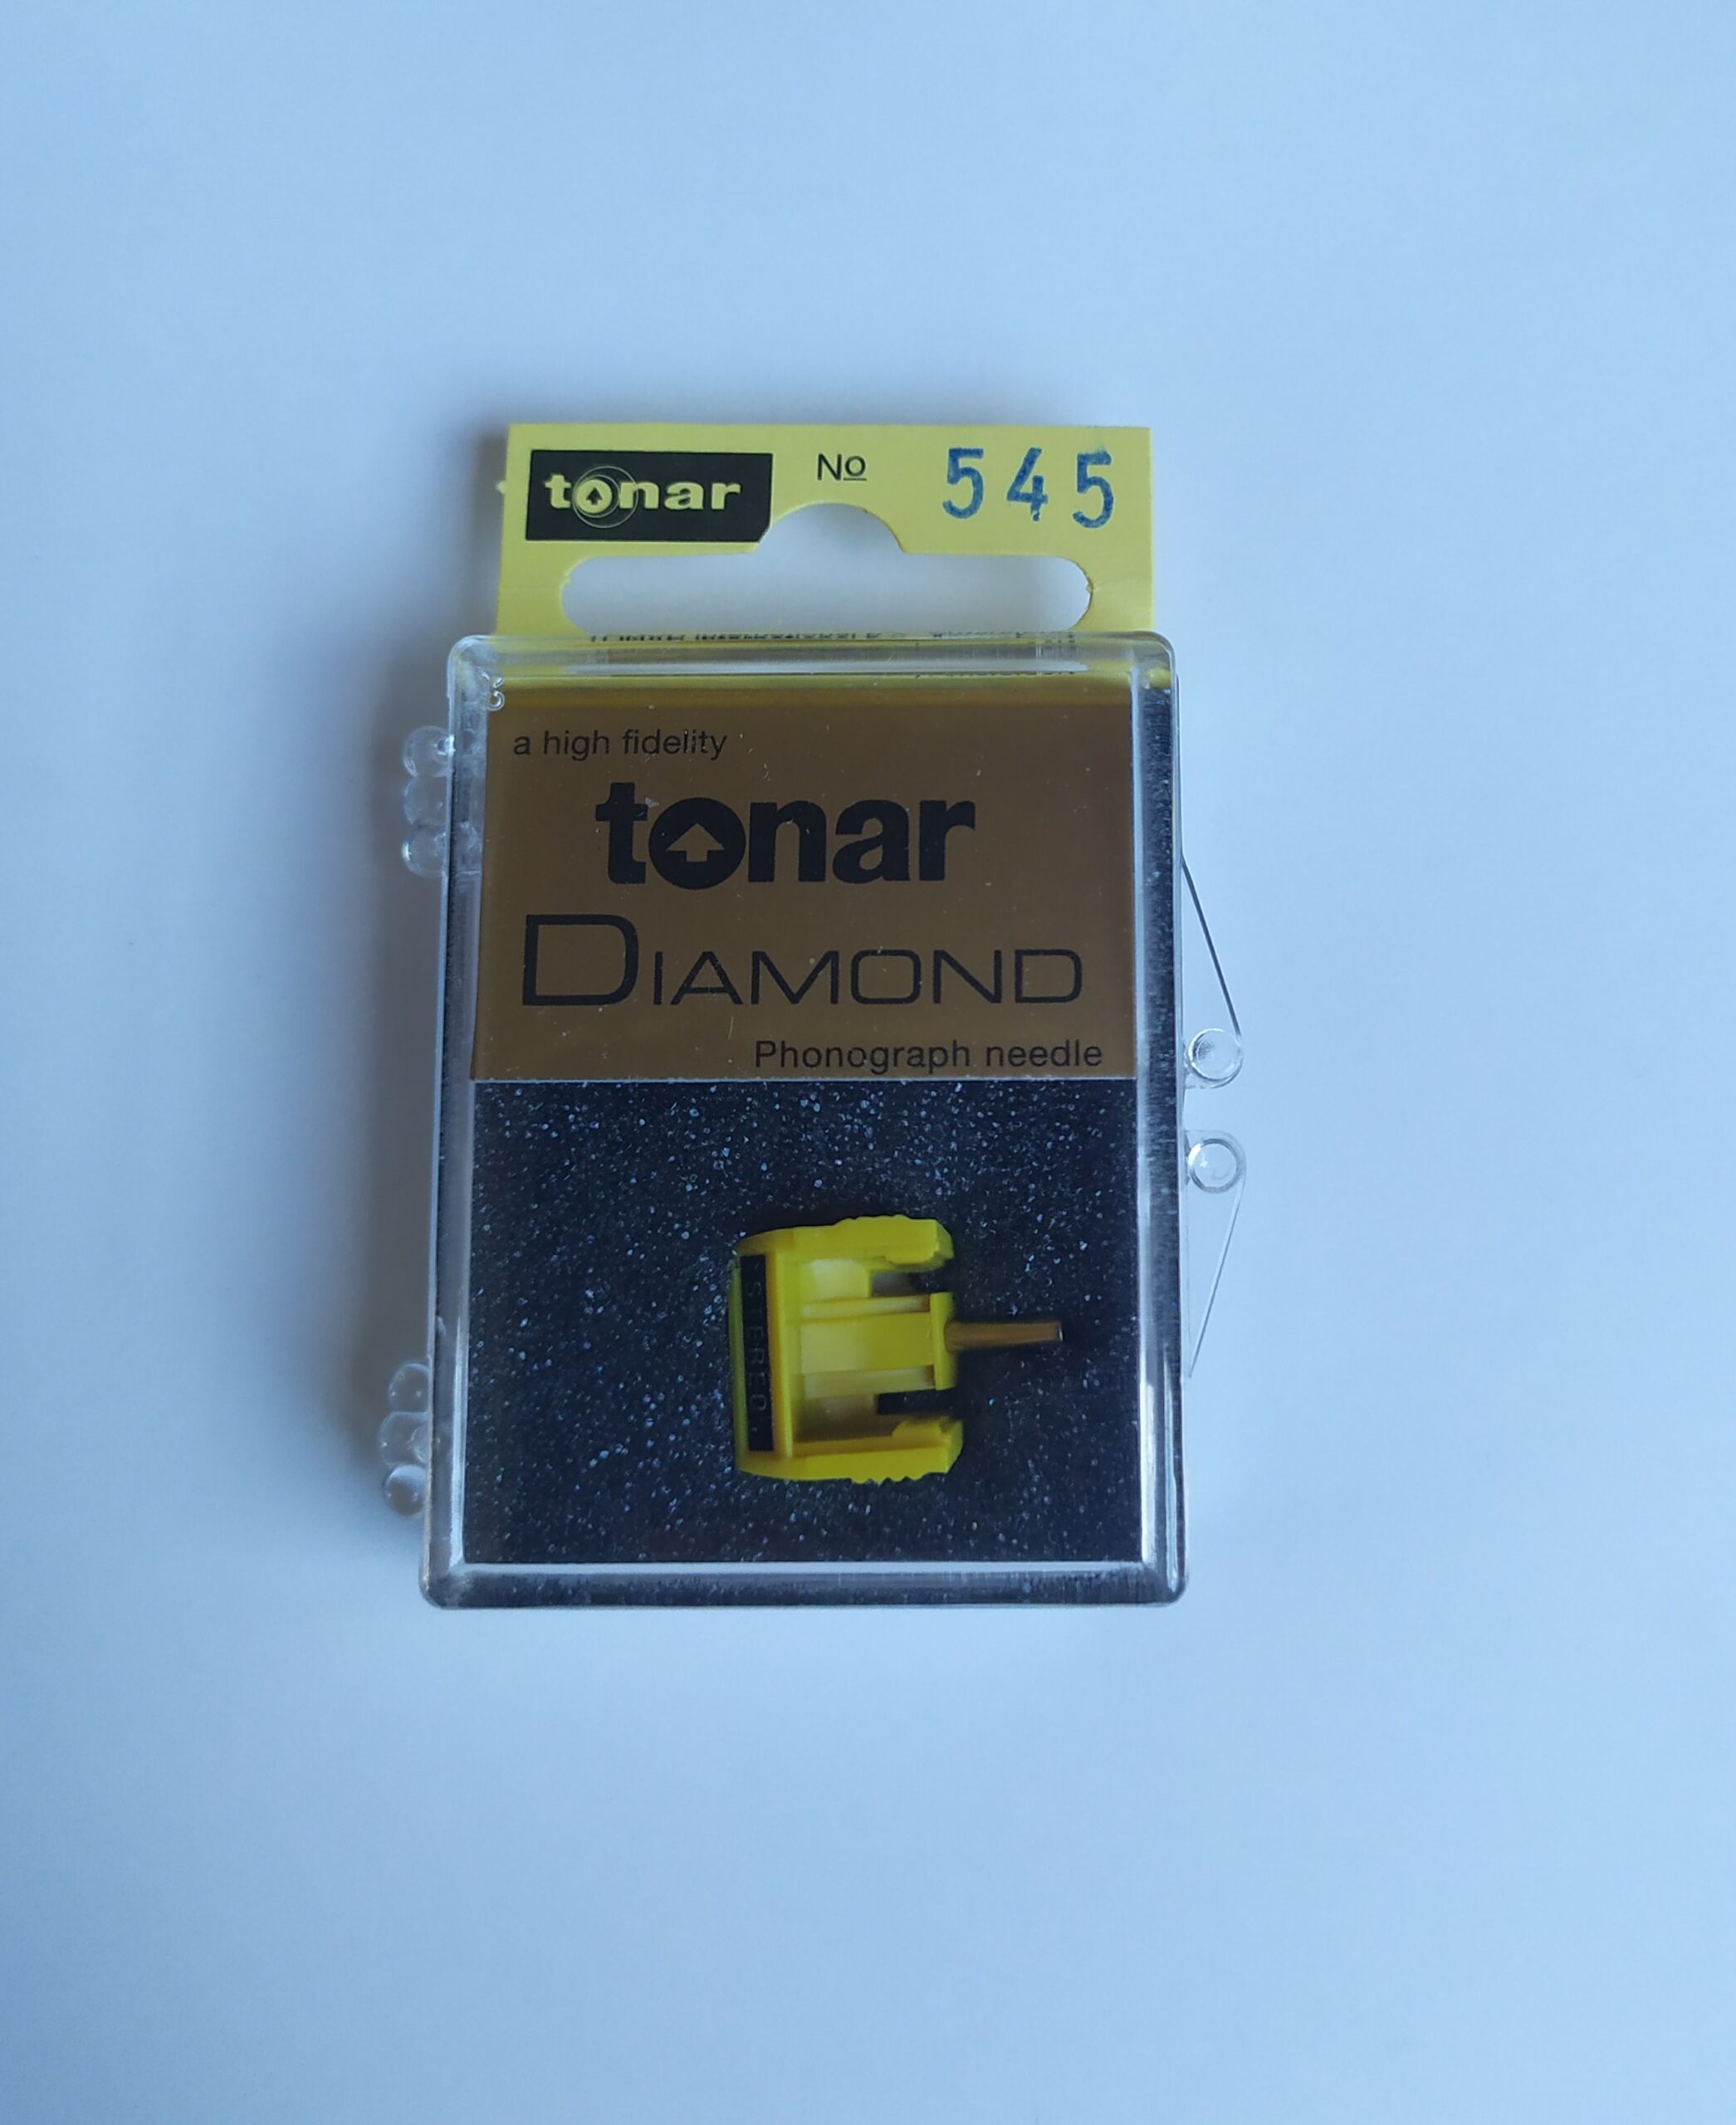 tonar
No 545
a high fidelity
tonar
DIAMOND
Phonograph needle
STEREO